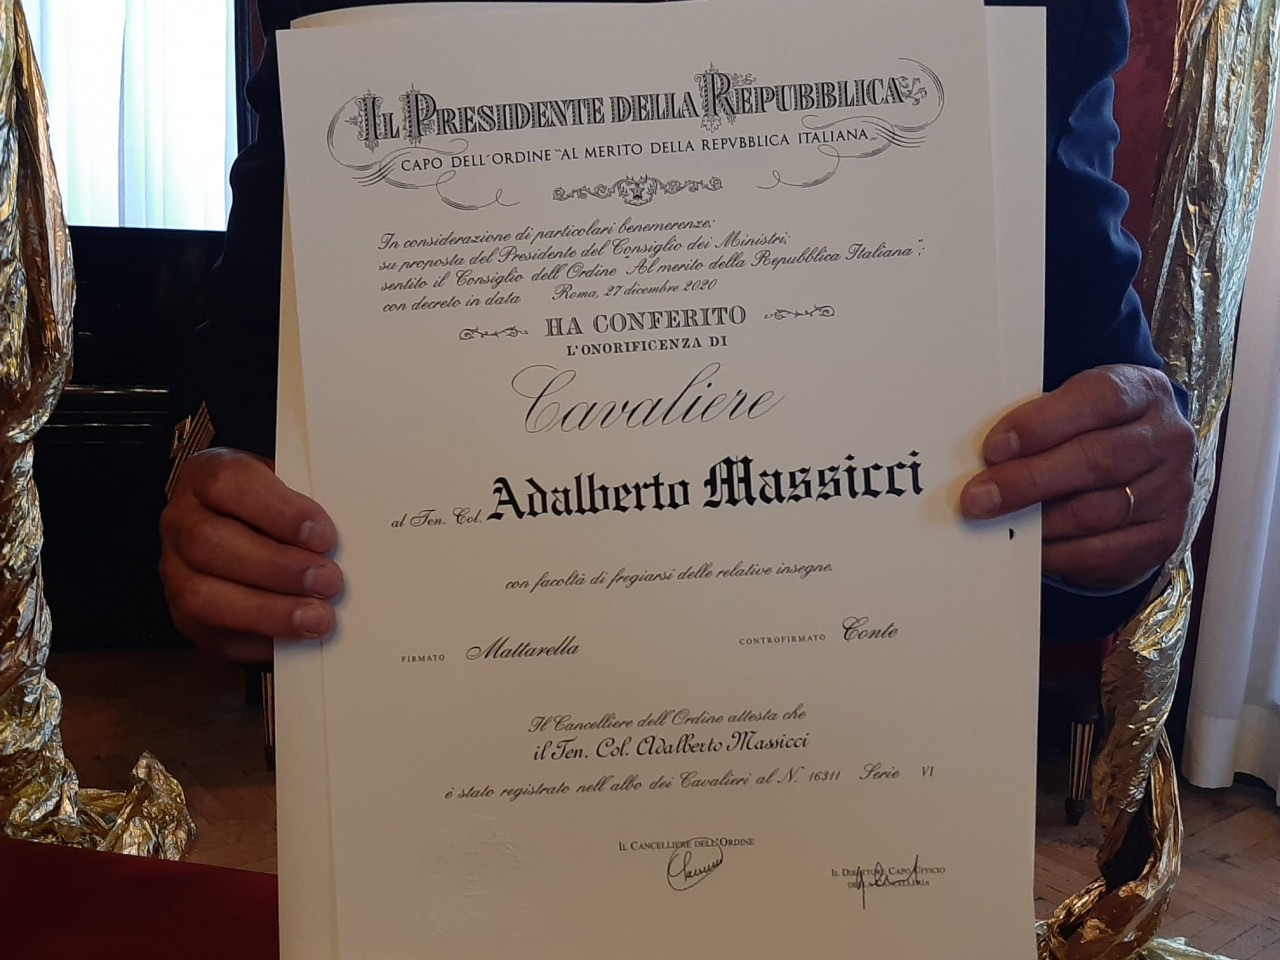 IL PRESIDENTE DELLA REPUBBLICA
CAPO DELL'ORDINE "AL MERITO DELLA REPVBBLICA ITALIANA"
In considerazione di particolari benemerenze;
su proposta del Presidente del Consiglio dei Ministri;
sentito il Consiglio dell'Ordine "Al merito della Repubblica Italiana";
con decreto in data Roma, 27 dicembre 2020
HA CONFERITO
L'ONORIFICENZA DI
Cavaliere
al Ten. Col. Adalberto Massicci
con facoltà di fregiarsi delle relative insegne.
FIRMATO Mattarella CONTROFIRMATO Conte
Il Cancelliere dell'Ordine attesta che
il Ten. Col. Adalberto Massicci
è stato registrato nell'albo dei Cavalieri al N. 16311 Serie VI
IL CANCELLIERE DELL'ORDINE
IL DIRETTORE CAPO UFFICIO
DELLA CANCELLERIA